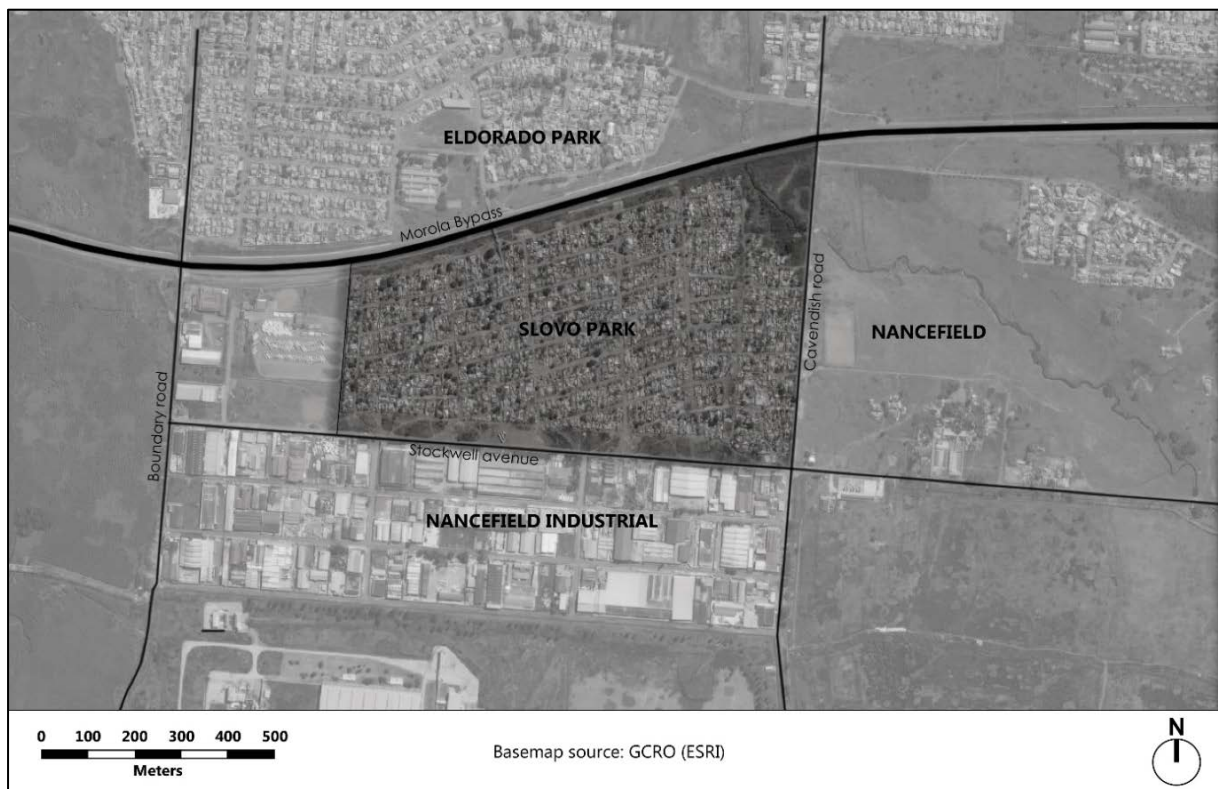 ELDORADO PARK
Morola Bypass
SLOVO PARK
NANCEFIELD
Cavendish road
Boundary road
Stockwell avenue
NANCEFIELD INDUSTRIAL
0 100 200 300 400 500
Meters
Basemap source: GCRO (ESRI)
N